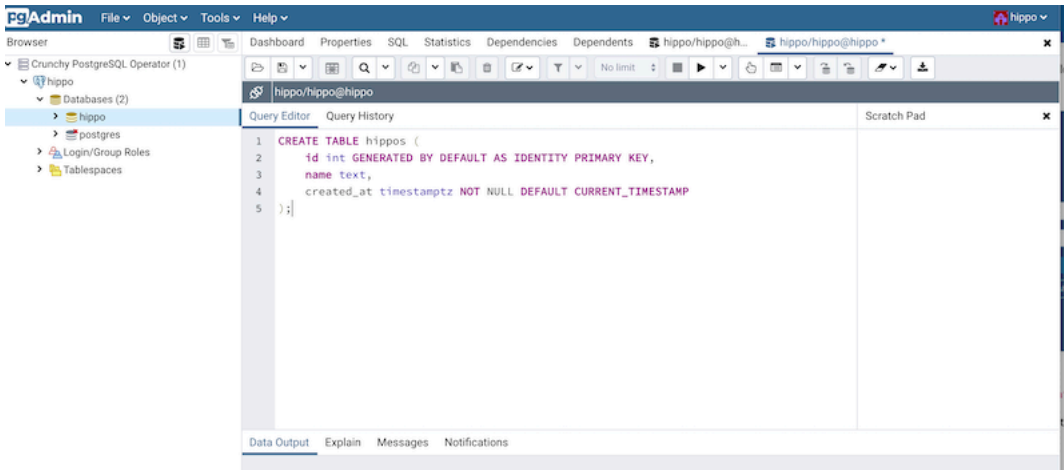 pgAdmin File Object Tools Help hippo
Browser Dashboard Properties SQL Statistics Dependencies Dependents hippo/hippo@h... hippo/hippo@hippo *
Crunchy PostgreSQL Operator (1)
No limit
hippo
hippo/hippo@hippo
Databases (2)
hippo
Query Editor Query History Scratch Pad
postgres
Login/Group Roles
Tablespaces
1 CREATE TABLE hippos (
2 id int GENERATED BY DEFAULT AS IDENTITY PRIMARY KEY,
3 name text,
4 created_at timestamptz NOT NULL DEFAULT CURRENT_TIMESTAMP
5 );
Data Output Explain Messages Notifications